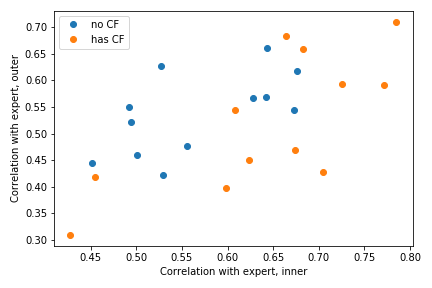 no CF
has CF
0.70
0.65
0.60
0.55
0.50
0.45
0.40
0.35
0.30
Correlation with expert, outer
0.45 0.50 0.55 0.60 0.65 0.70 0.75 0.80
Correlation with expert, inner